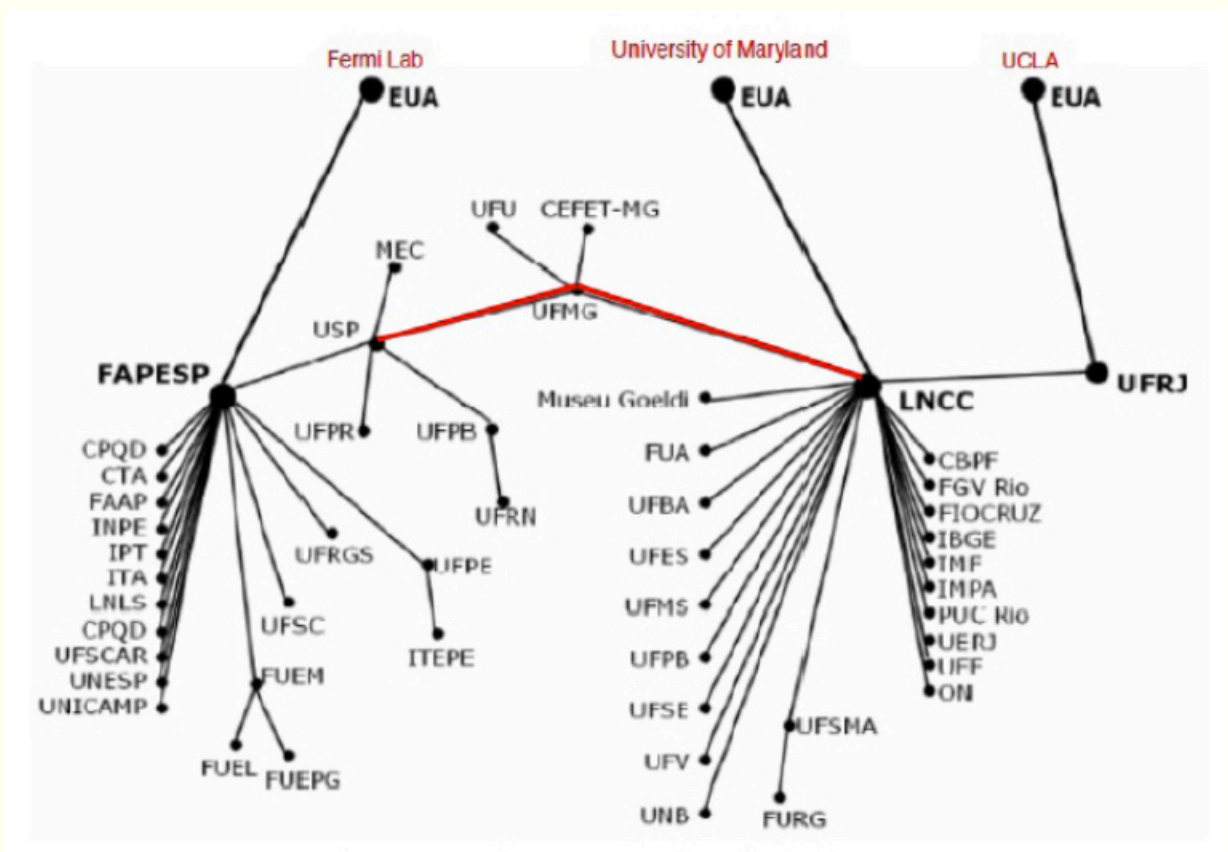 Fermi Lab
EUA
University of Maryland
EUA
UCLA
EUA
UFU
CEFET-MG
MEC
UFMG
USP
FAPESP
UFPR
UFPB
UFRN
Museu Goeldi
LNCC
UFRJ
CPQD
CTA
FAAP
INPE
IPT
ITA
LNLS
CPQD
UFSCAR
UNESP
UNICAMP
UFRGS
UFPE
UFSC
ITEPE
FUEM
FUEL
FUEPG
FUA
UFBA
UFES
UFMS
UFPB
UFSE
UFV
UNB
UFSMA
FURG
CBPF
FGV Rio
FIOCRUZ
IBGE
IMF
IMPA
PUC Rio
UERJ
UFF
ON